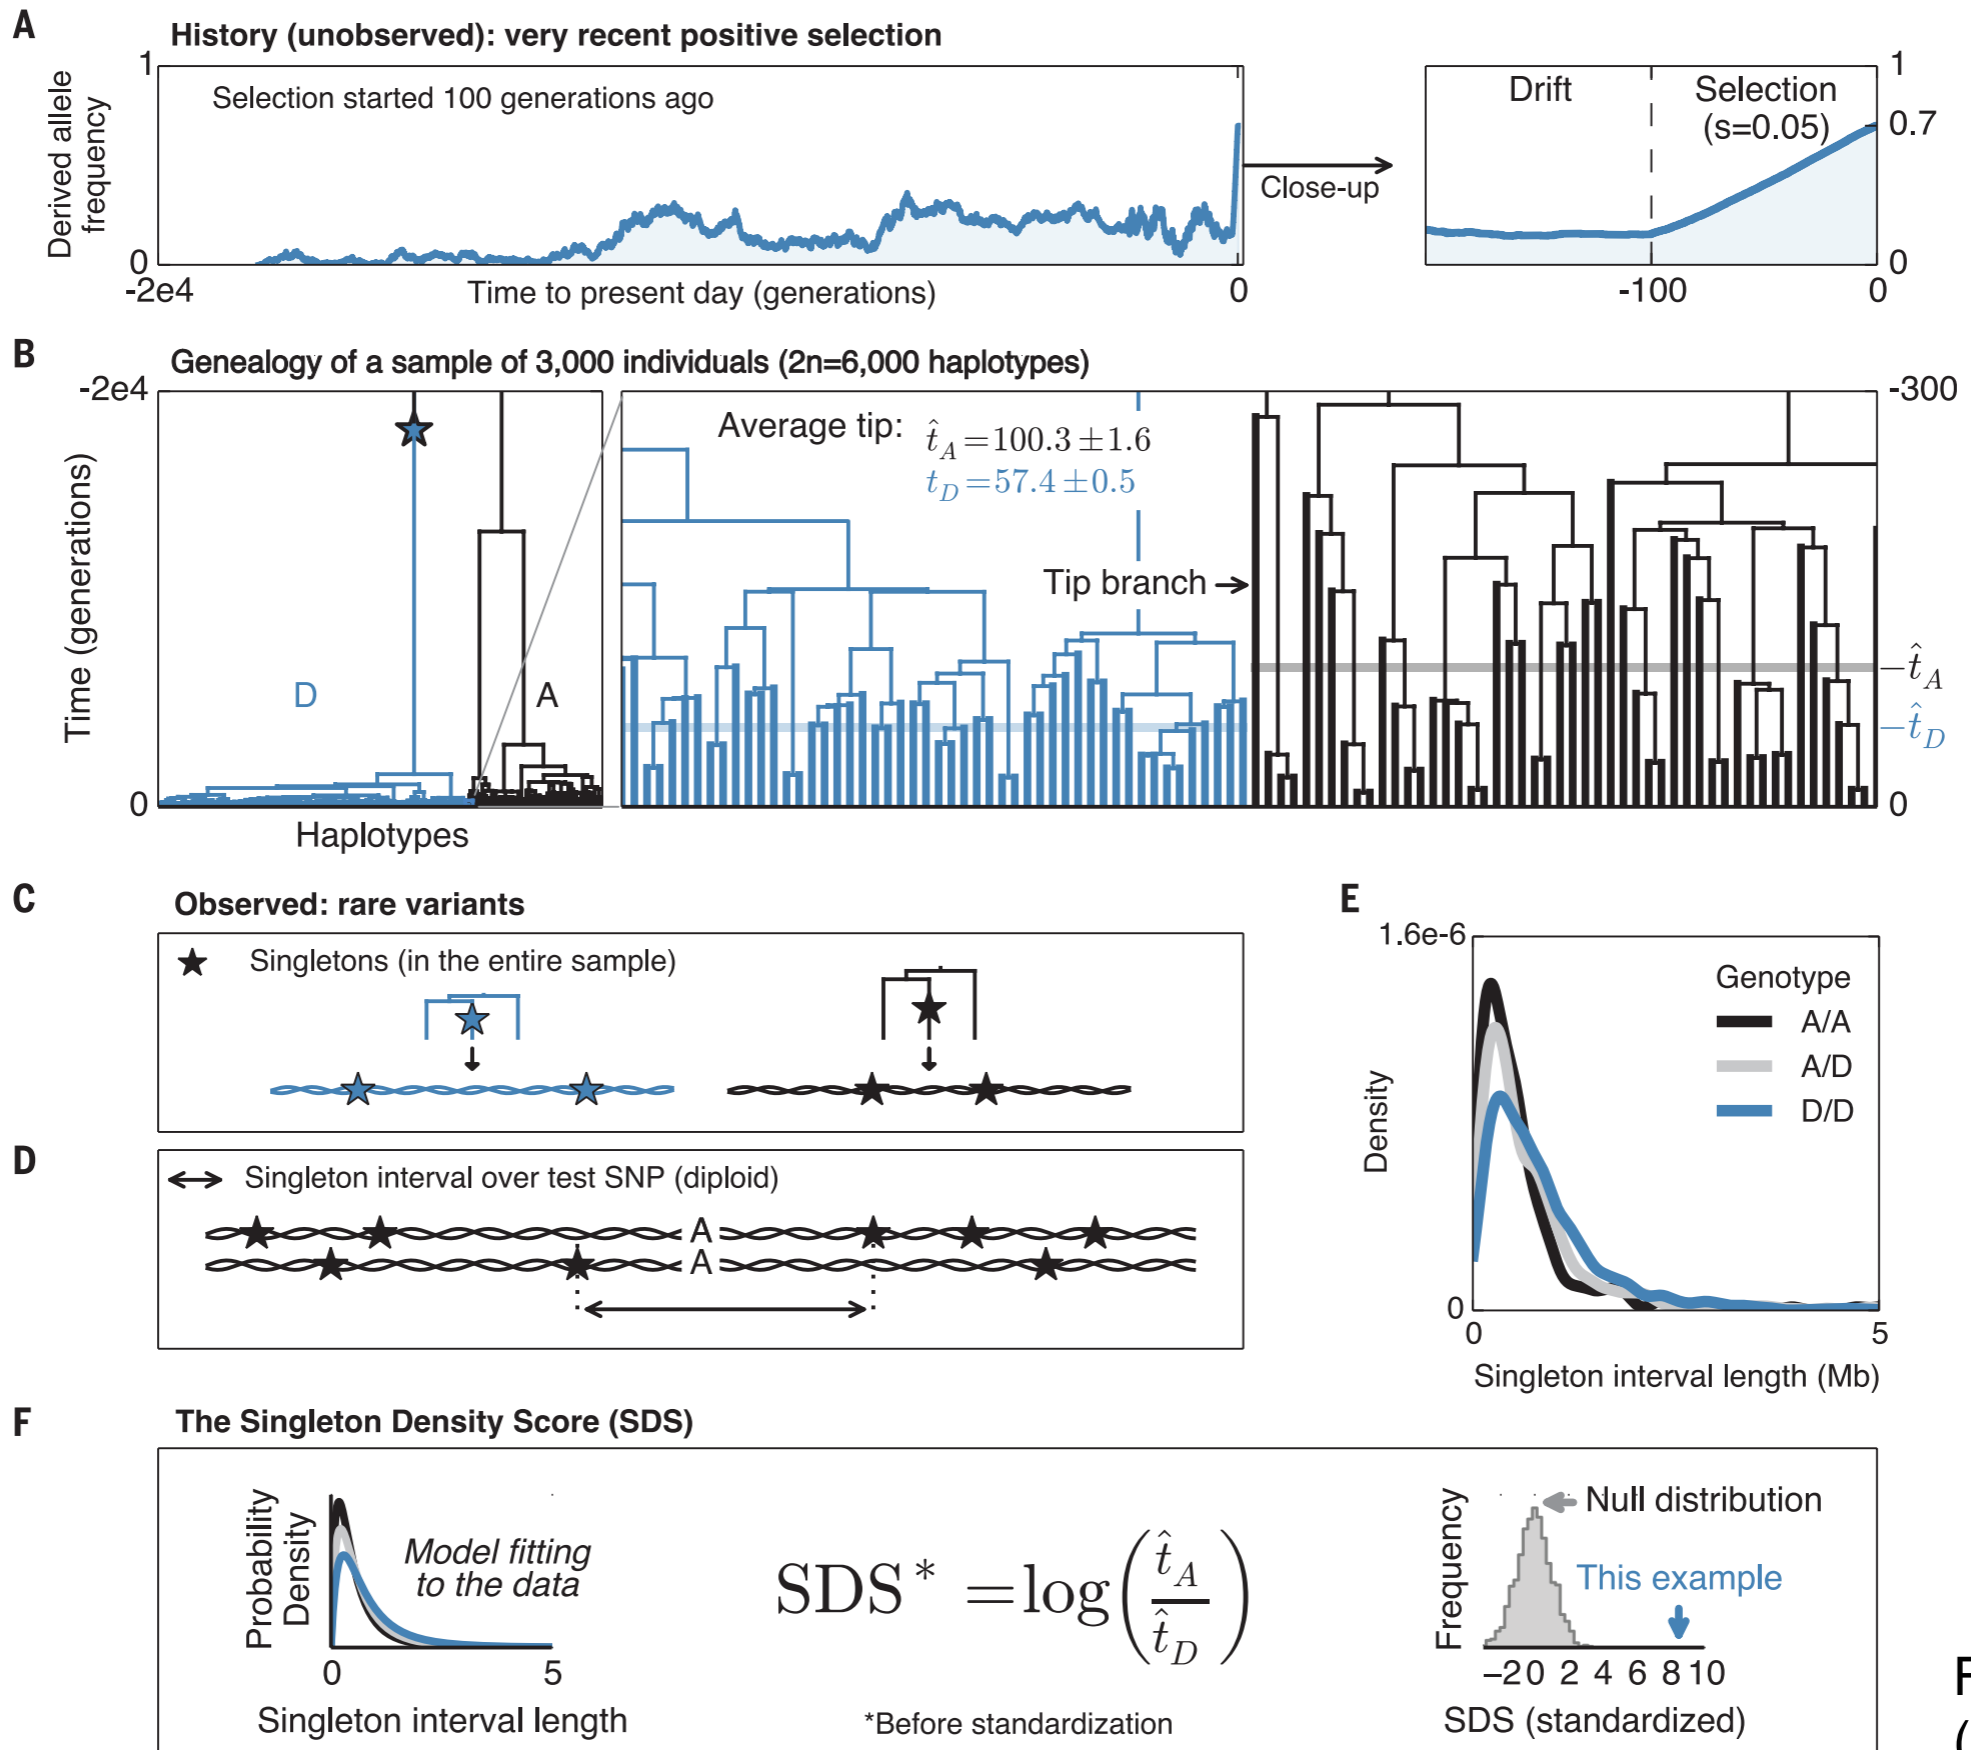 A
History (unobserved): very recent positive selection
Derived allele
frequency
1
0
Selection started 100 generations ago
-2e4
Time to present day (generations)
0
Close-up
Drift
Selection
(s=0.05)
1
0.7
0
-100
0
B
Genealogy of a sample of 3,000 individuals (2n=6,000 haplotypes)
Time (generations)
-2e4
0
D
A
Haplotypes
Average tip:
t̂_A=100.3 ±1.6
t_D=57.4 ±0.5
Tip branch
-300
t̂_A
t̂_D
0
C
Observed: rare variants
Singletons (in the entire sample)
D
Singleton interval over test SNP (diploid)
A
A
E
1.6e-6
Density
0
Genotype
A/A
A/D
D/D
0
5
Singleton interval length (Mb)
F
The Singleton Density Score (SDS)
Probability
Density
Model fitting
to the data
0
5
Singleton interval length
SDS* =log(t̂_A/t̂_D)
*Before standardization
Frequency
Null distribution
This example
−2 0 2 4 6 8 10
SDS (standardized)